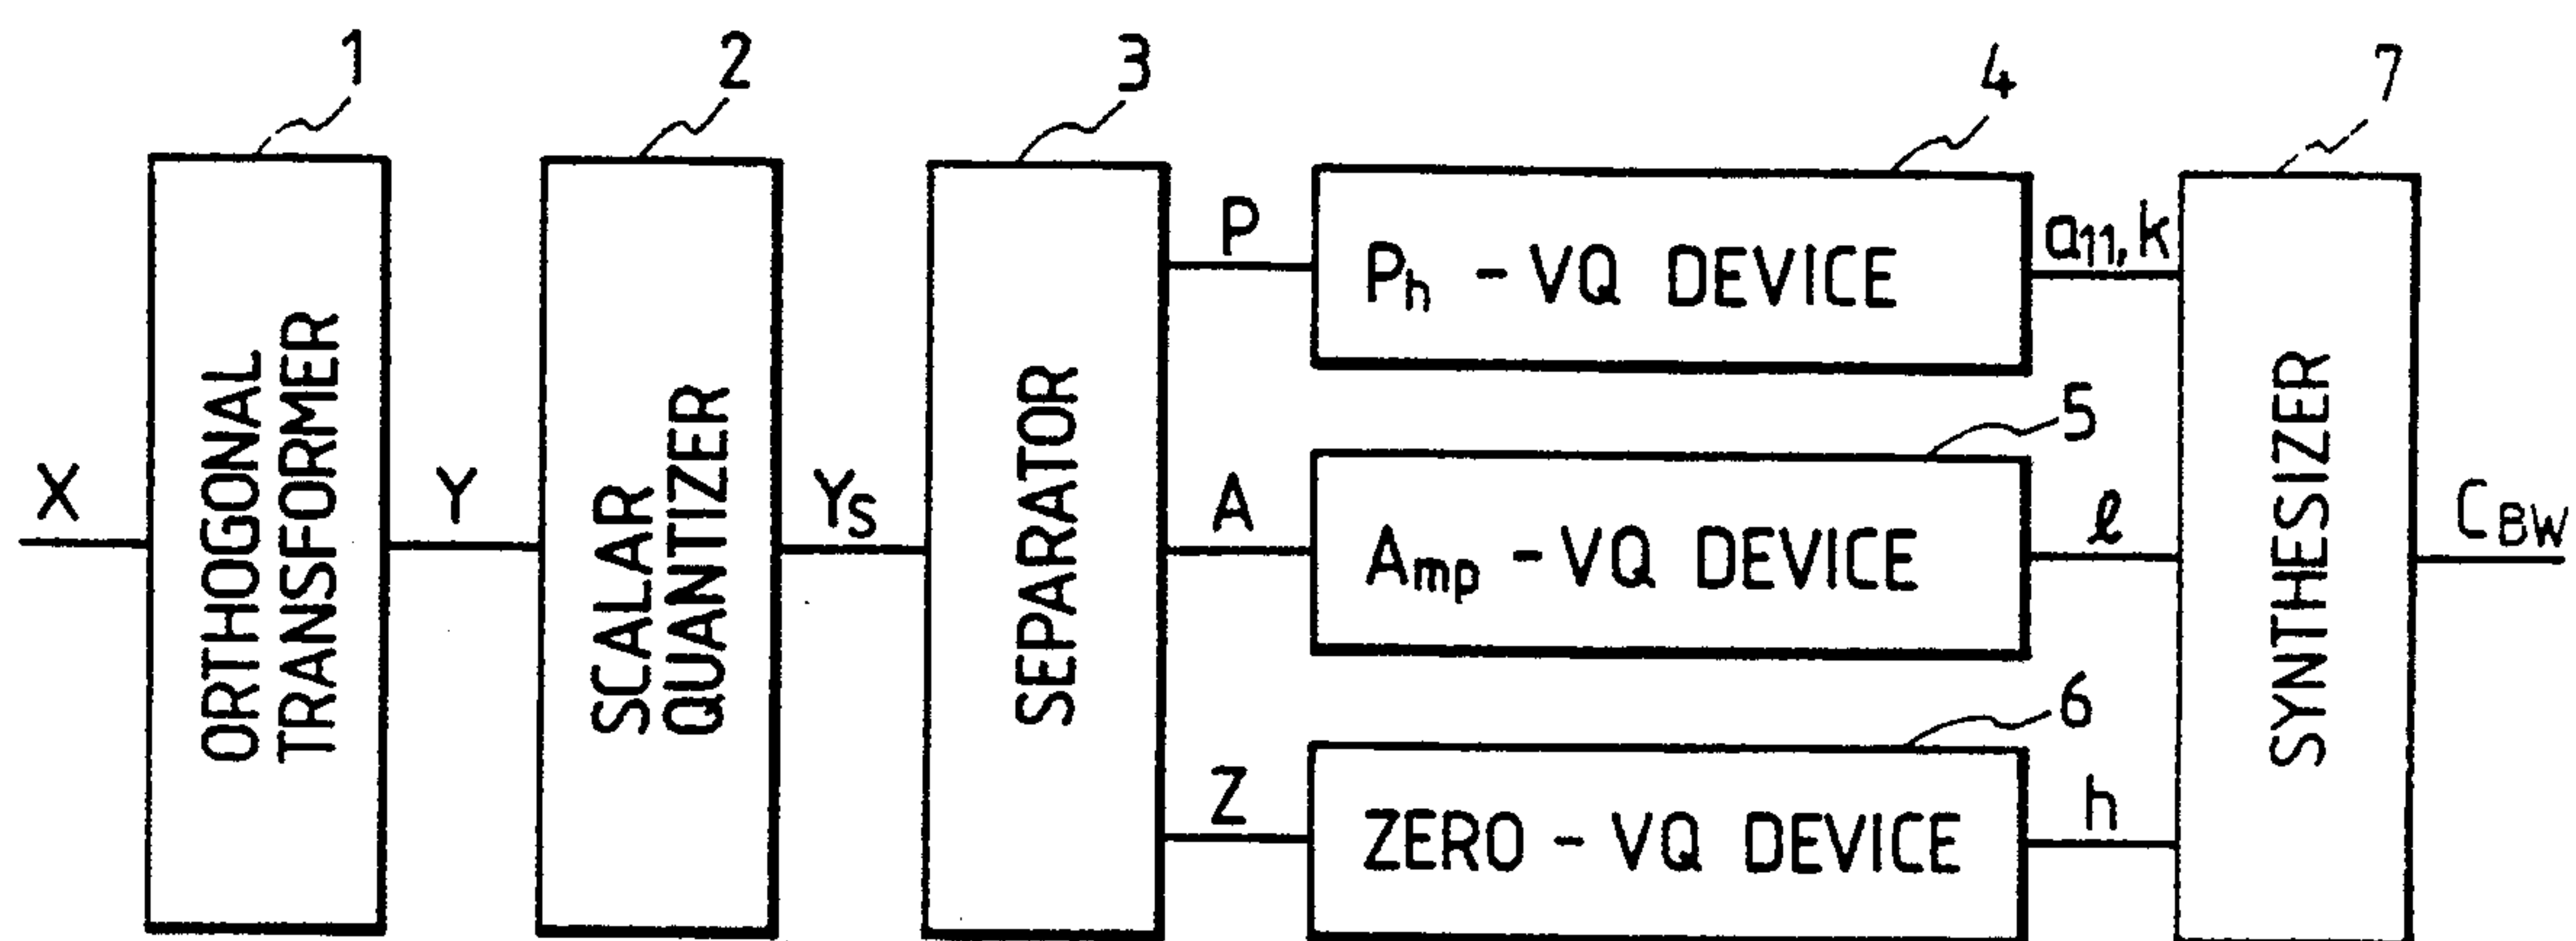 1
2
3
4
7
X
ORTHOGONAL
TRANSFORMER
Y
SCALAR
QUANTIZER
Ys
SEPARATOR
P
Ph - VQ DEVICE
a11,k
5
A
Amp - VQ DEVICE
ℓ
6
Z
ZERO - VQ DEVICE
h
SYNTHESIZER
CBW